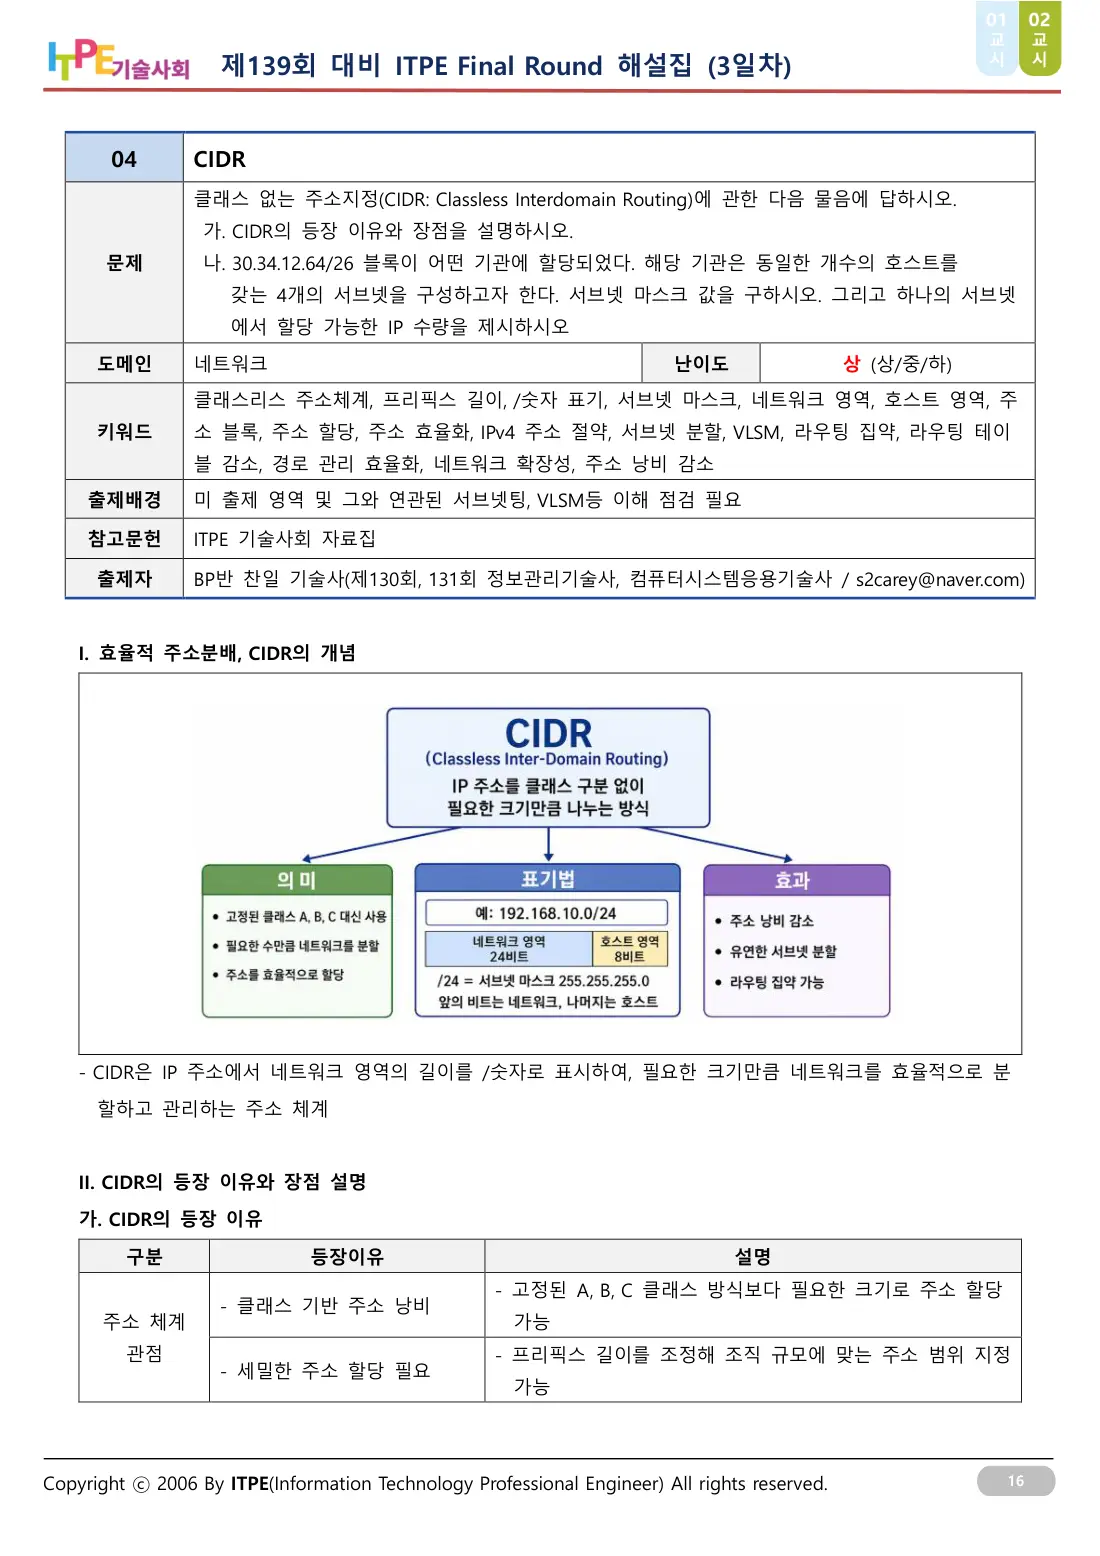 ITPE기술사회 제139회 대비 ITPE Final Round 해설집 (3일차)
01 교시
02 교시
04 CIDR
문제
클래스 없는 주소지정(CIDR: Classless Interdomain Routing)에 관한 다음 물음에 답하시오.
가. CIDR의 등장 이유와 장점을 설명하시오.
나. 30.34.12.64/26 블록이 어떤 기관에 할당되었다. 해당 기관은 동일한 개수의 호스트를
갖는 4개의 서브넷을 구성하고자 한다. 서브넷 마스크 값을 구하시오. 그리고 하나의 서브넷
에서 할당 가능한 IP 수량을 제시하시오
도메인 네트워크 난이도 상 (상/중/하)
키워드
클래스리스 주소체계, 프리픽스 길이, /숫자 표기, 서브넷 마스크, 네트워크 영역, 호스트 영역, 주
소 블록, 주소 할당, 주소 효율화, IPv4 주소 절약, 서브넷 분할, VLSM, 라우팅 집약, 라우팅 테이
블 감소, 경로 관리 효율화, 네트워크 확장성, 주소 낭비 감소
출제배경 미 출제 영역 및 그와 연관된 서브넷팅, VLSM등 이해 점검 필요
참고문헌 ITPE 기술사회 자료집
출제자 BP반 찬일 기술사(제130회, 131회 정보관리기술사, 컴퓨터시스템응용기술사 / s2carey@naver.com)
I. 효율적 주소분배, CIDR의 개념
CIDR
(Classless Inter-Domain Routing)
IP 주소를 클래스 구분 없이
필요한 크기만큼 나누는 방식
의미
• 고정된 클래스 A, B, C 대신 사용
• 필요한 수만큼 네트워크를 분할
• 주소를 효율적으로 할당
표기법
예: 192.168.10.0/24
네트워크 영역
24비트
호스트 영역
8비트
/24 = 서브넷 마스크 255.255.255.0
앞의 비트는 네트워크, 나머지는 호스트
효과
• 주소 낭비 감소
• 유연한 서브넷 분할
• 라우팅 집약 가능
- CIDR은 IP 주소에서 네트워크 영역의 길이를 /숫자로 표시하여, 필요한 크기만큼 네트워크를 효율적으로 분
할하고 관리하는 주소 체계
II. CIDR의 등장 이유와 장점 설명
가. CIDR의 등장 이유
구분 등장이유 설명
주소 체계
관점
- 클래스 기반 주소 낭비
- 고정된 A, B, C 클래스 방식보다 필요한 크기로 주소 할당
가능
- 세밀한 주소 할당 필요
- 프리픽스 길이를 조정해 조직 규모에 맞는 주소 범위 지정
가능
Copyright ⓒ 2006 By ITPE(Information Technology Professional Engineer) All rights reserved.
16